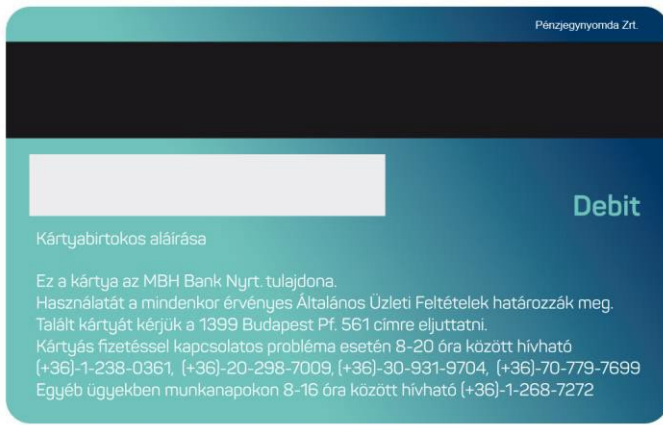 Pénzjegynyomda Zrt.
Debit
Kártyabirtokos aláírása
Ez a kártya az MBH Bank Nyrt. tulajdona.
Használatát a mindenkor érvényes Általános Üzleti Feltételek határozzák meg.
Talált kártyát kérjük a 1399 Budapest Pf. 561 címre eljuttatni.
Kártyás fizetéssel kapcsolatos probléma esetén 8-20 óra között hívható
(+36)-1-238-0361, (+36)-20-298-7009, (+36)-30-931-9704, (+36)-70-779-7699
Egyéb ügyekben munkanapokon 8-16 óra között hívható (+36)-1-268-7272